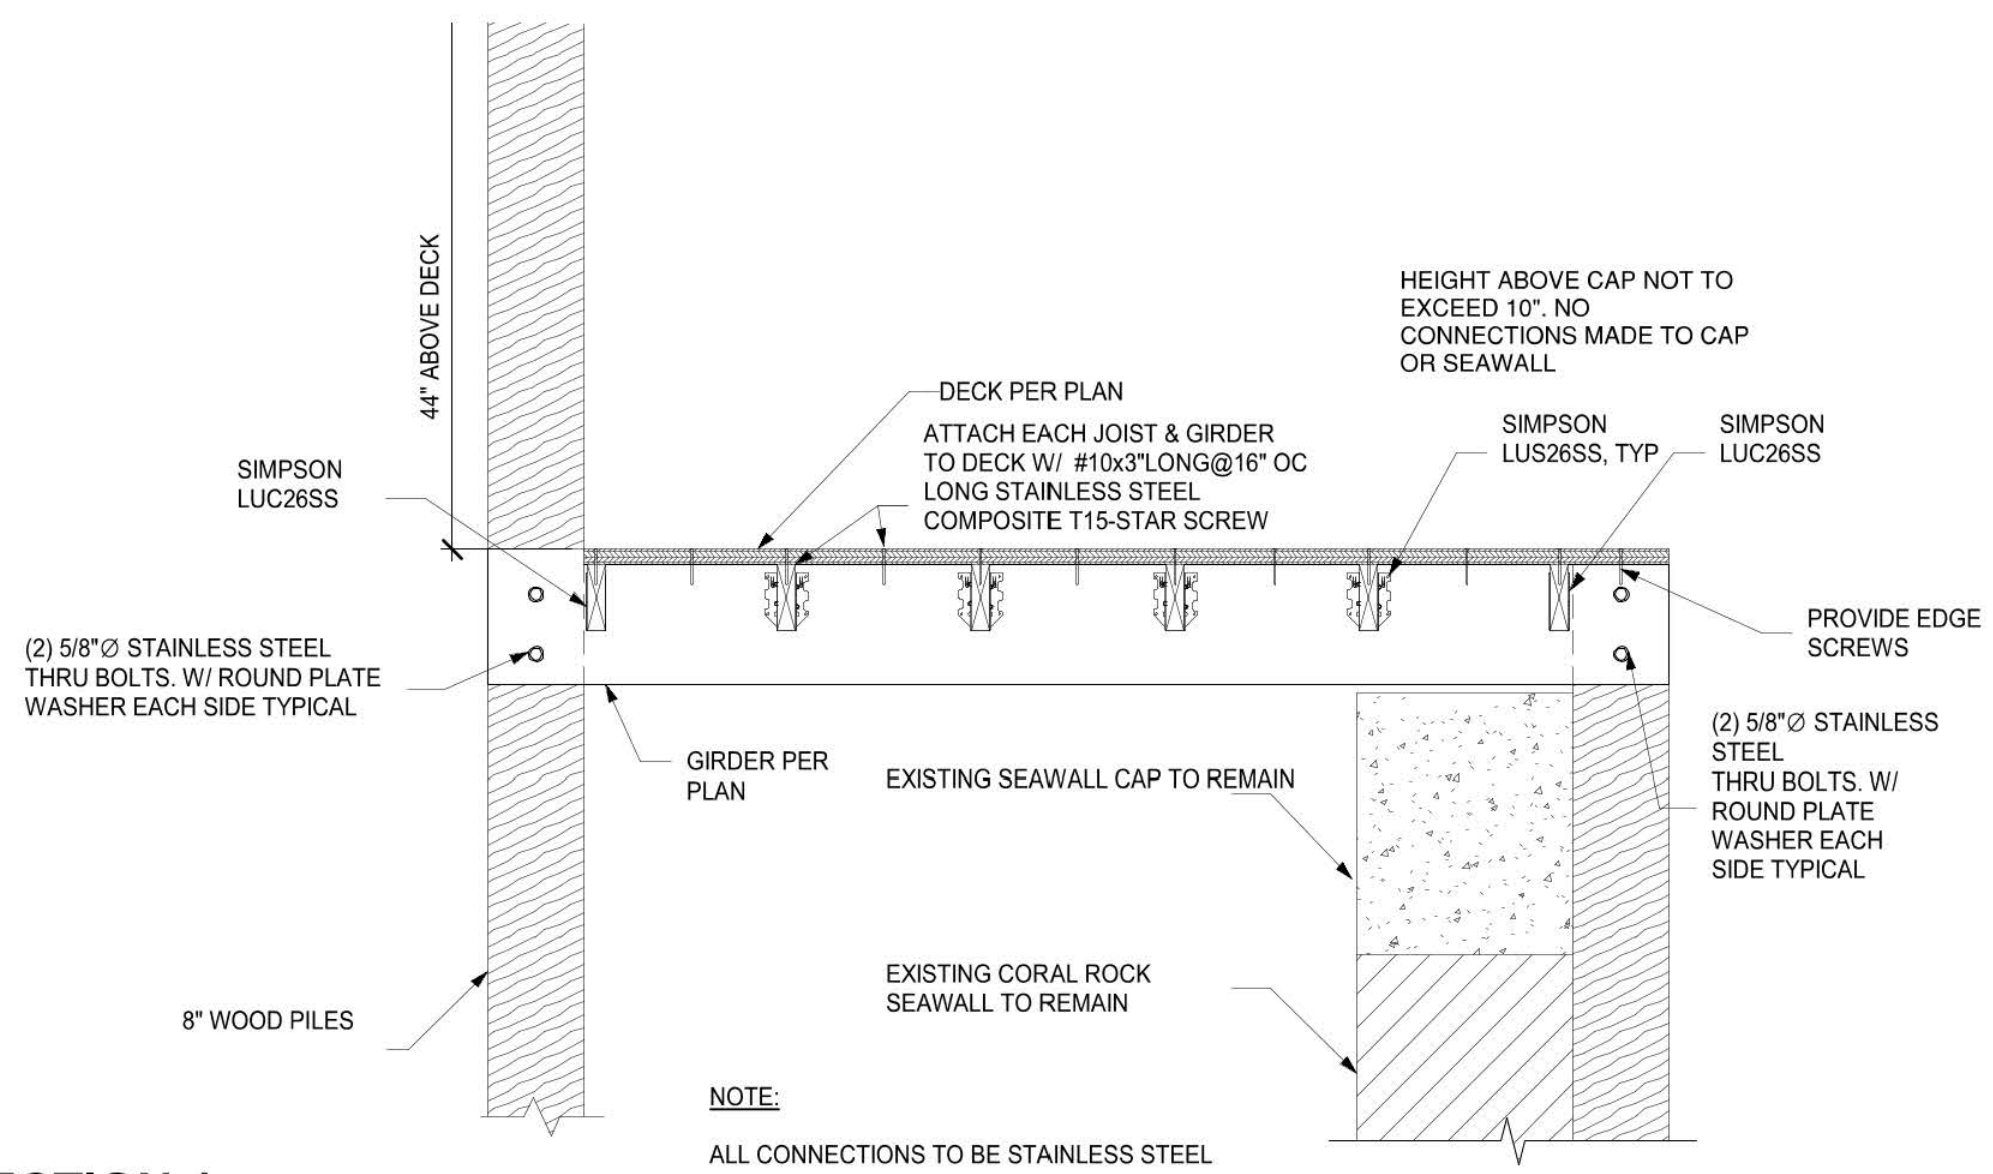 44" ABOVE DECK
HEIGHT ABOVE CAP NOT TO
EXCEED 10". NO
CONNECTIONS MADE TO CAP
OR SEAWALL
DECK PER PLAN
ATTACH EACH JOIST & GIRDER
TO DECK W/ #10x3"LONG@16" OC
LONG STAINLESS STEEL
COMPOSITE T15-STAR SCREW
SIMPSON
LUS26SS, TYP
SIMPSON
LUC26SS
SIMPSON
LUC26SS
PROVIDE EDGE
SCREWS
(2) 5/8"Ø STAINLESS STEEL
THRU BOLTS. W/ ROUND PLATE
WASHER EACH SIDE TYPICAL
(2) 5/8"Ø STAINLESS
STEEL
THRU BOLTS. W/
ROUND PLATE
WASHER EACH
SIDE TYPICAL
GIRDER PER
PLAN
EXISTING SEAWALL CAP TO REMAIN
EXISTING CORAL ROCK
SEAWALL TO REMAIN
8" WOOD PILES
NOTE:
ALL CONNECTIONS TO BE STAINLESS STEEL